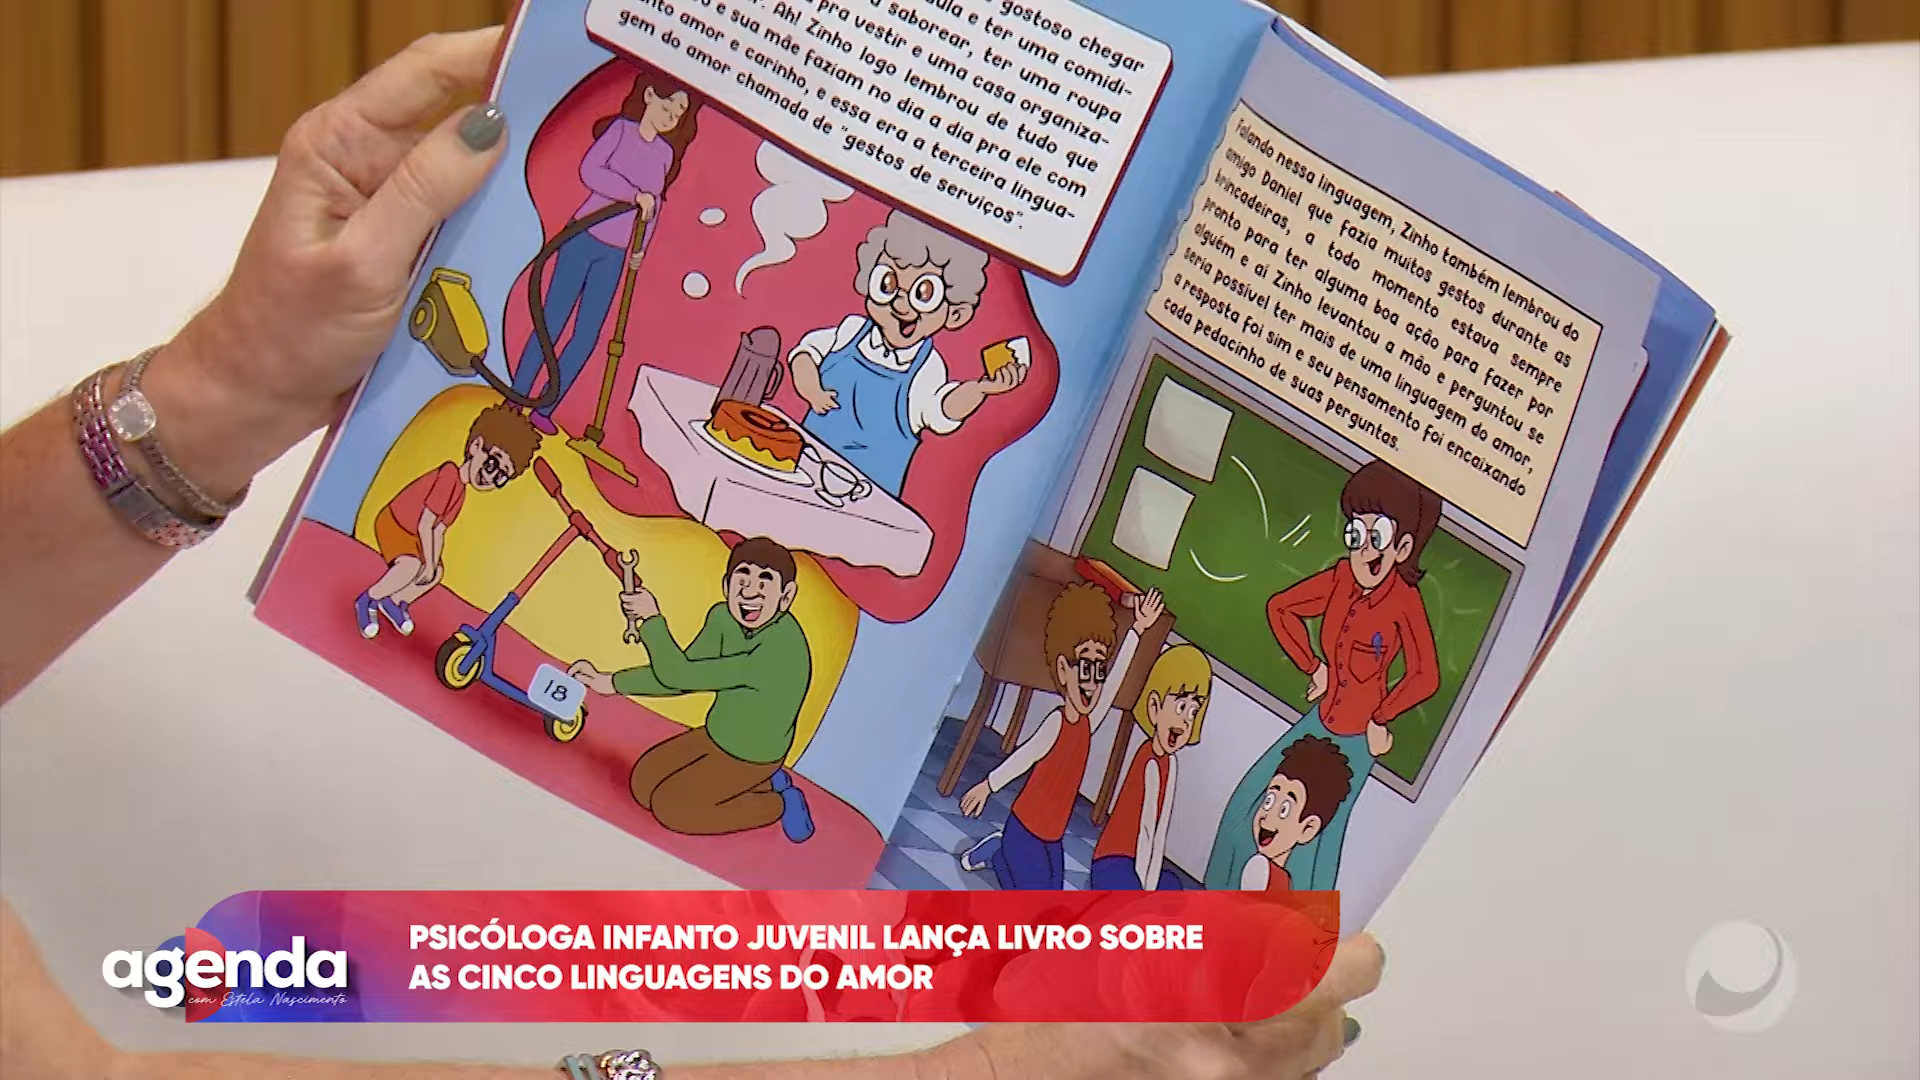 gostoso chegar
aula e ter uma comidi-
saborear, ter uma roupa
pra vestir e uma casa organiza-
Ah! Zinho logo lembrou de tudo que
e sua mãe faziam no dia a dia pra ele com
amor e carinho, e essa era a terceira lingua-
gem do amor chamada de "gestos de serviços".
18
Falando nessa linguagem, Zinho também lembrou do
amigo Daniel que fazia muitos gestos durante as
brincadeiras, a todo momento estava sempre
pronto para ter alguma boa ação para fazer por
alguém e aí Zinho levantou a mão e perguntou se
seria possível ter mais de uma linguagem do amor,
a resposta foi sim e seu pensamento foi encaixando
cada pedacinho de suas perguntas.
agenda
com Estela Nascimento
PSICÓLOGA INFANTO JUVENIL LANÇA LIVRO SOBRE
AS CINCO LINGUAGENS DO AMOR